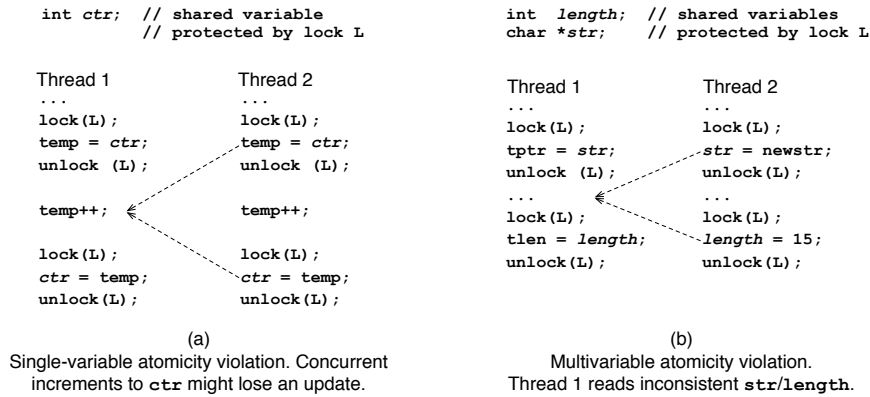 int ctr;  // shared variable
// protected by lock L
Thread 1
...
lock(L);
temp = ctr;
unlock (L);
temp++;
lock(L);
ctr = temp;
unlock(L);
Thread 2
...
lock(L);
temp = ctr;
unlock (L);
temp++;
lock(L);
ctr = temp;
unlock(L);
(a)
Single-variable atomicity violation. Concurrent
increments to ctr might lose an update.
int  length;  // shared variables
char *str;  // protected by lock L
Thread 1
...
lock(L);
tptr = str;
unlock (L);
...
lock(L);
tlen = length;
unlock(L);
Thread 2
...
lock(L);
str = newstr;
unlock(L);
...
lock(L);
length = 15;
unlock(L);
(b)
Multivariable atomicity violation.
Thread 1 reads inconsistent str/length.